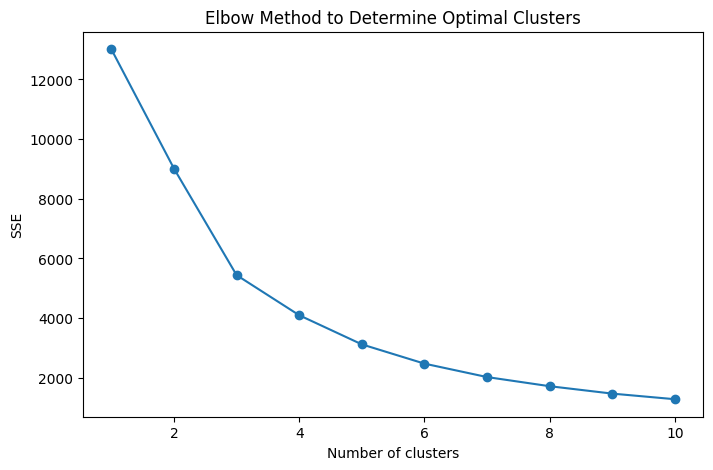 Elbow Method to Determine Optimal Clusters
12000
10000
8000
6000
4000
2000
SSE
2 4 6 8 10
Number of clusters